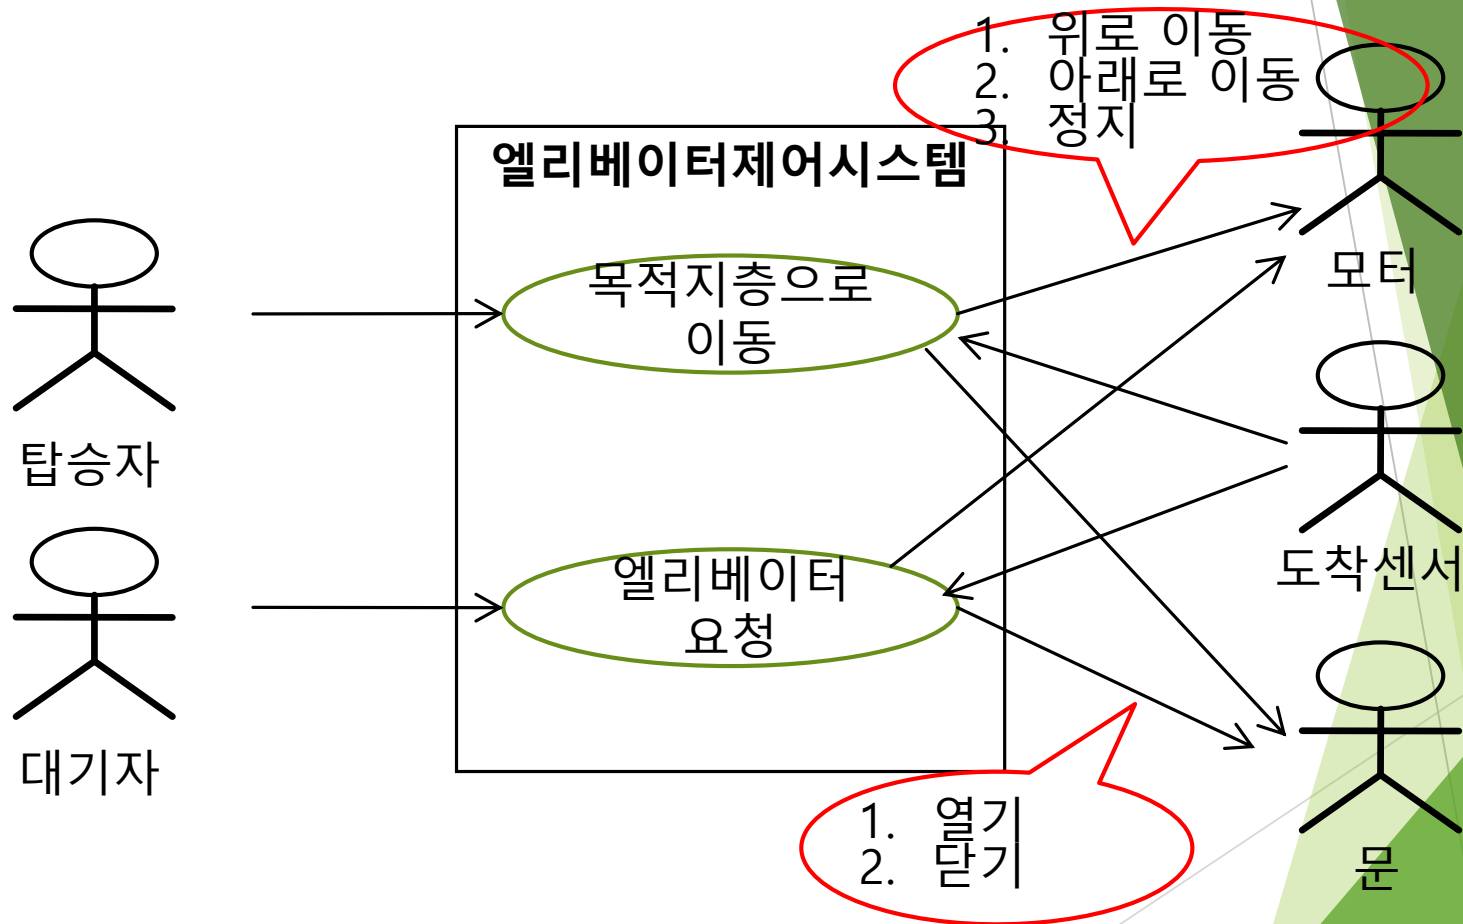 1. 위로 이동
2. 아래로 이동
3. 정지
엘리베이터제어시스템
목적지층으로
이동
모터
탑승자
도착센서
엘리베이터
요청
대기자
1. 열기
2. 닫기
문